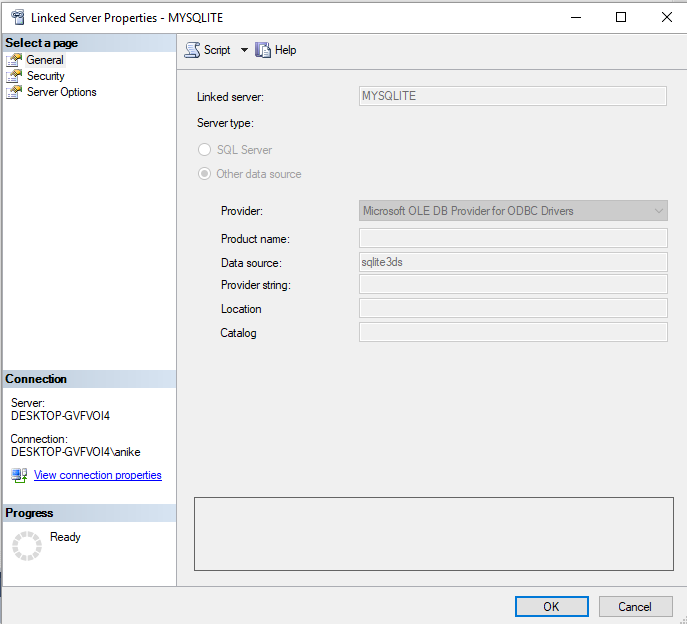 Linked Server Properties - MYSQLITE
Select a page
General
Security
Server Options
Script
Help
Linked server:
MYSQLITE
Server type:
SQL Server
Other data source
Provider:
Microsoft OLE DB Provider for ODBC Drivers
Product name:
Data source:
sqlite3ds
Provider string:
Location
Catalog
Connection
Server:
DESKTOP-GVFVOI4
Connection:
DESKTOP-GVFVOI4\anike
View connection properties
Progress
Ready
OK
Cancel